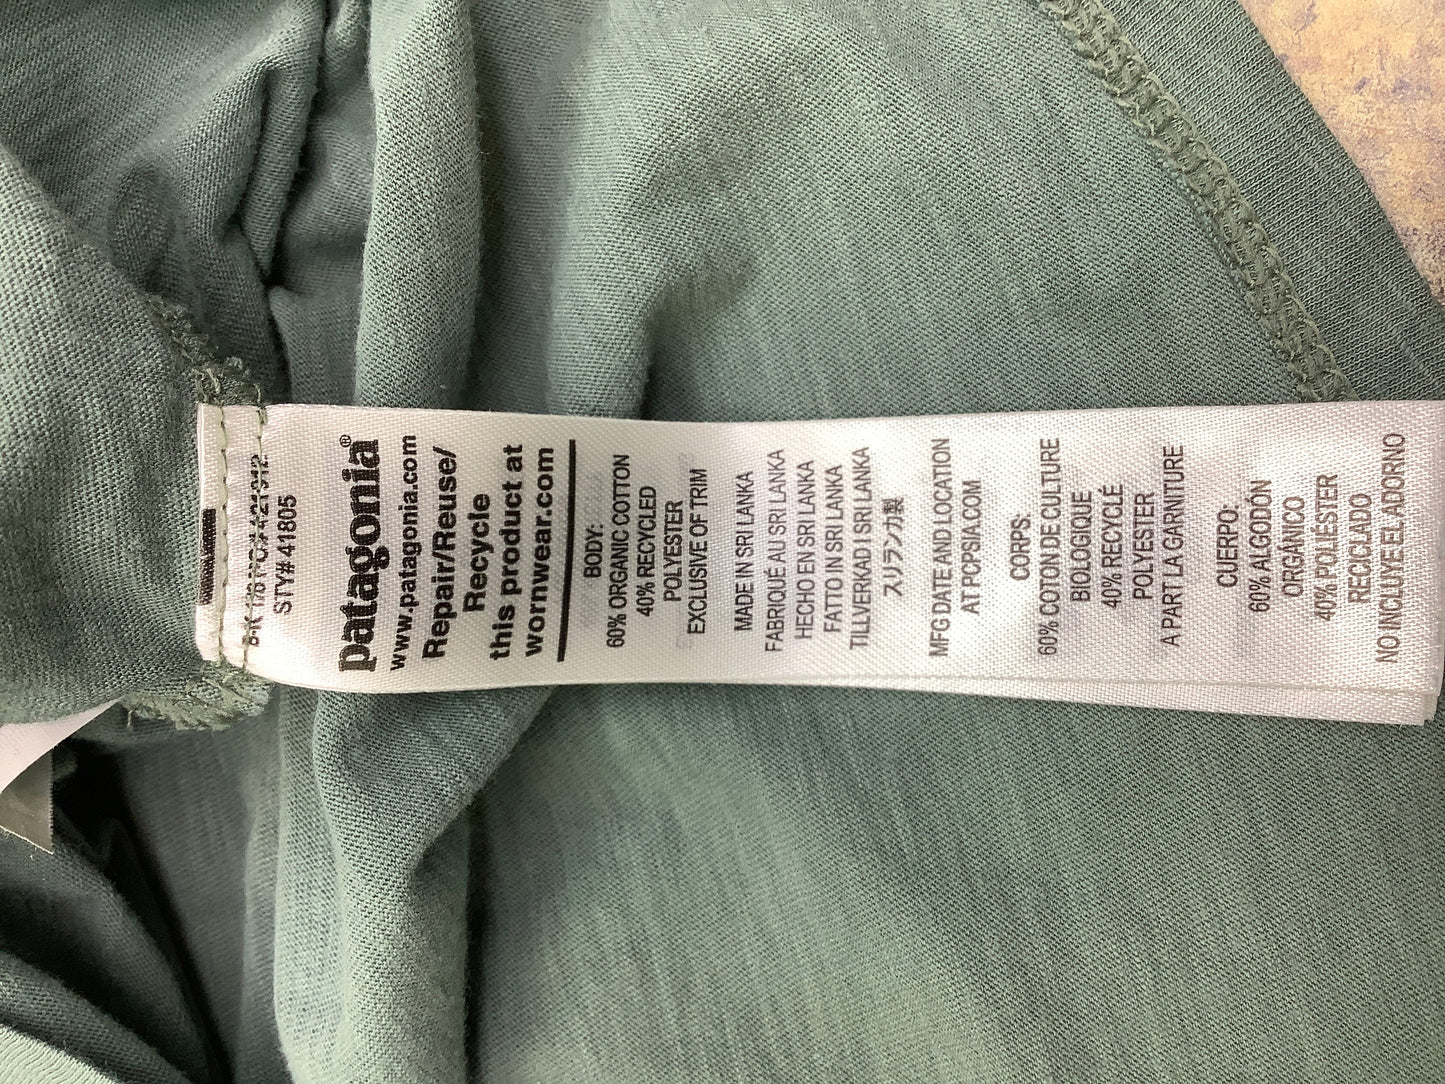 STY# 41805
patagonia®
www.patagonia.com
Repair/Reuse/
Recycle
this product at
wornwear.com
BODY:
60% ORGANIC COTTON
40% RECYCLED
POLYESTER
EXCLUSIVE OF TRIM
MADE IN SRI LANKA
FABRIQUÉ AU SRI LANKA
HECHO EN SRI LANKA
FATTO IN SRI LANKA
TILLVERKAD I SRI LANKA
スリランカ製
MFG DATE AND LOCATION
AT PCPSIA.COM
CORPS:
60% COTON DE CULTURE
BIOLOGIQUE
40% RECYCLÉ
POLYESTER
A PART LA GARNITURE
CUERPO:
60% ALGODÓN
ORGÁNICO
40% POLIÉSTER
RECICLADO
NO INCLUYE EL ADORNO